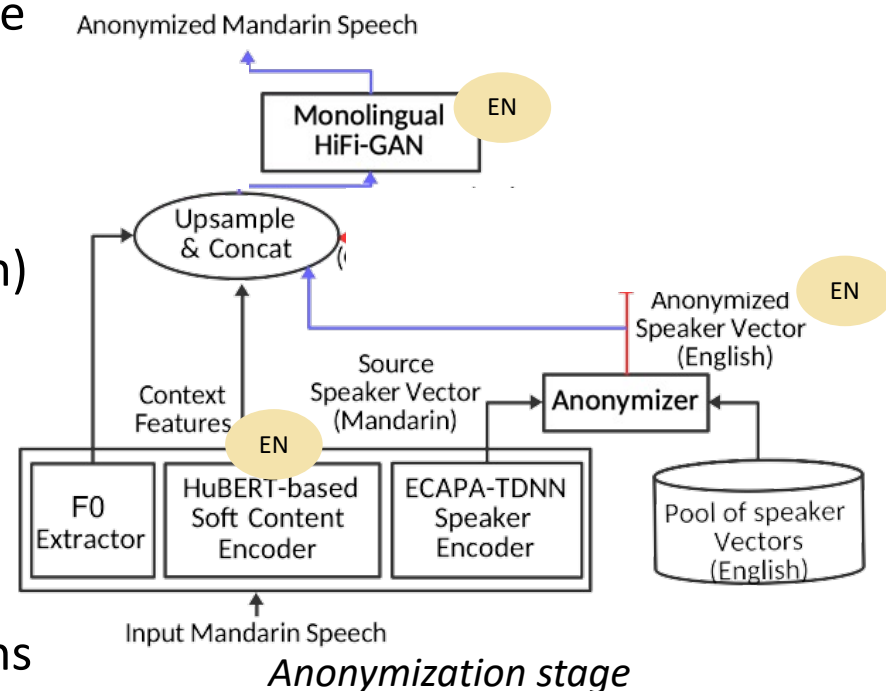 e
Anonymized Mandarin Speech
Monolingual
HiFi-GAN
EN
Upsample
& Concat
n)
Anonymized
Speaker Vector
(English)
EN
Source
Speaker Vector
(Mandarin)
Context
Features
Anonymizer
EN
F0
Extractor
HuBERT-based
Soft Content
Encoder
ECAPA-TDNN
Speaker
Encoder
Pool of speaker
Vectors
(English)
Input Mandarin Speech
ns
Anonymization stage